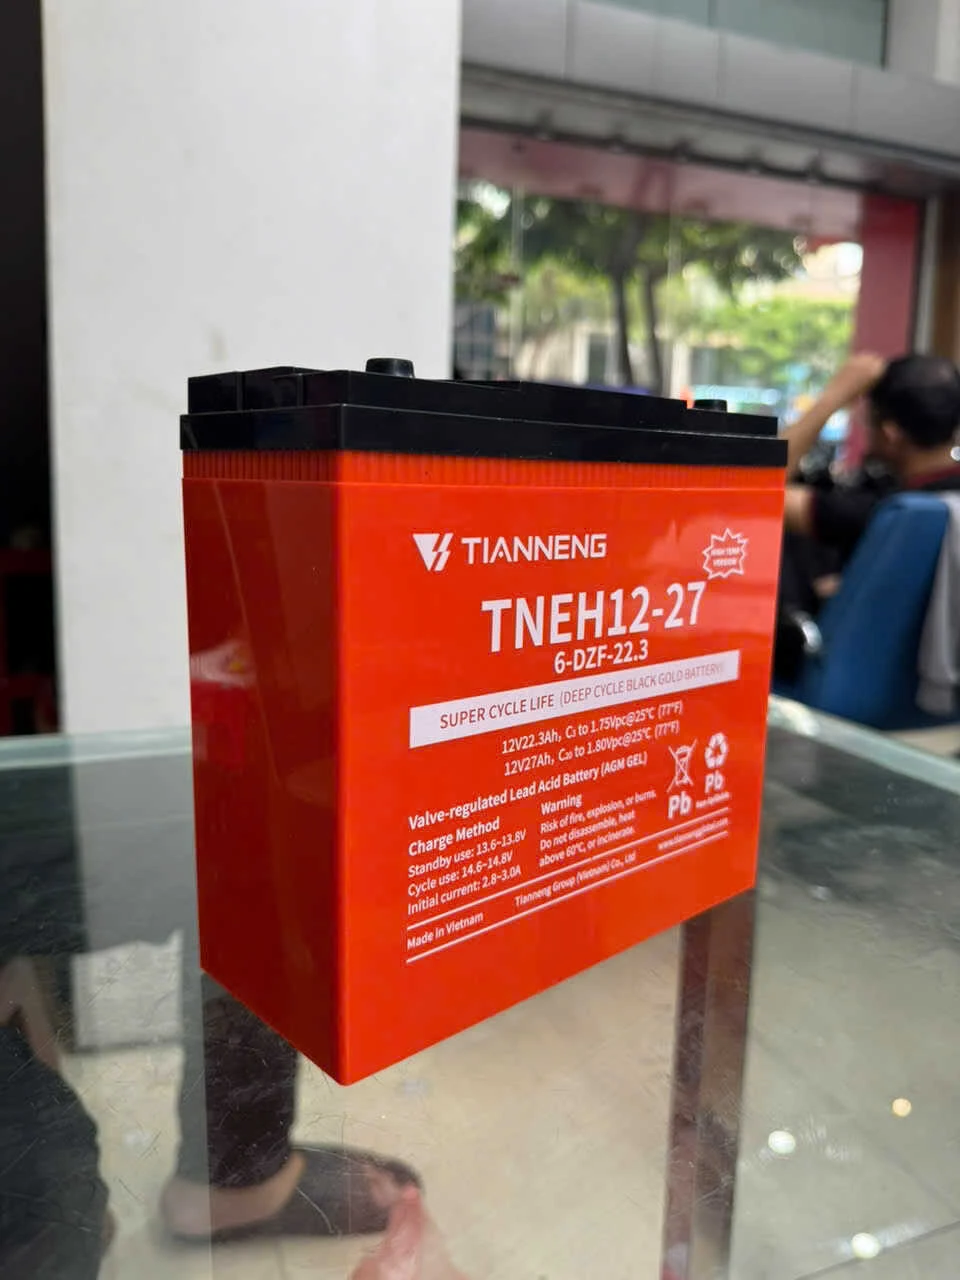 TIANNENG
HIGH TEMP
VERSION
TNEH12-27
6-DZF-22.3
SUPER CYCLE LIFE (DEEP CYCLE BLACK GOLD BATTERY)
12V22.3Ah, C₃ to 1.75Vpc@25°C (77°F)
12V27Ah, C₂₀ to 1.80Vpc@25°C (77°F)
Valve-regulated Lead Acid Battery (AGM GEL)
Charge Method
Standby use: 13.6-13.8V
Cycle use: 14.6-14.8V
Initial current: 2.8-3.0A
Warning
Risk of fire, explosion, or burns.
Do not disassemble, heat
above 60°C, or incinerate.
Pb
Pb
Made in Vietnam
Tianneng Group (Vietnam) Co., Ltd
www.tiannengglobal.com